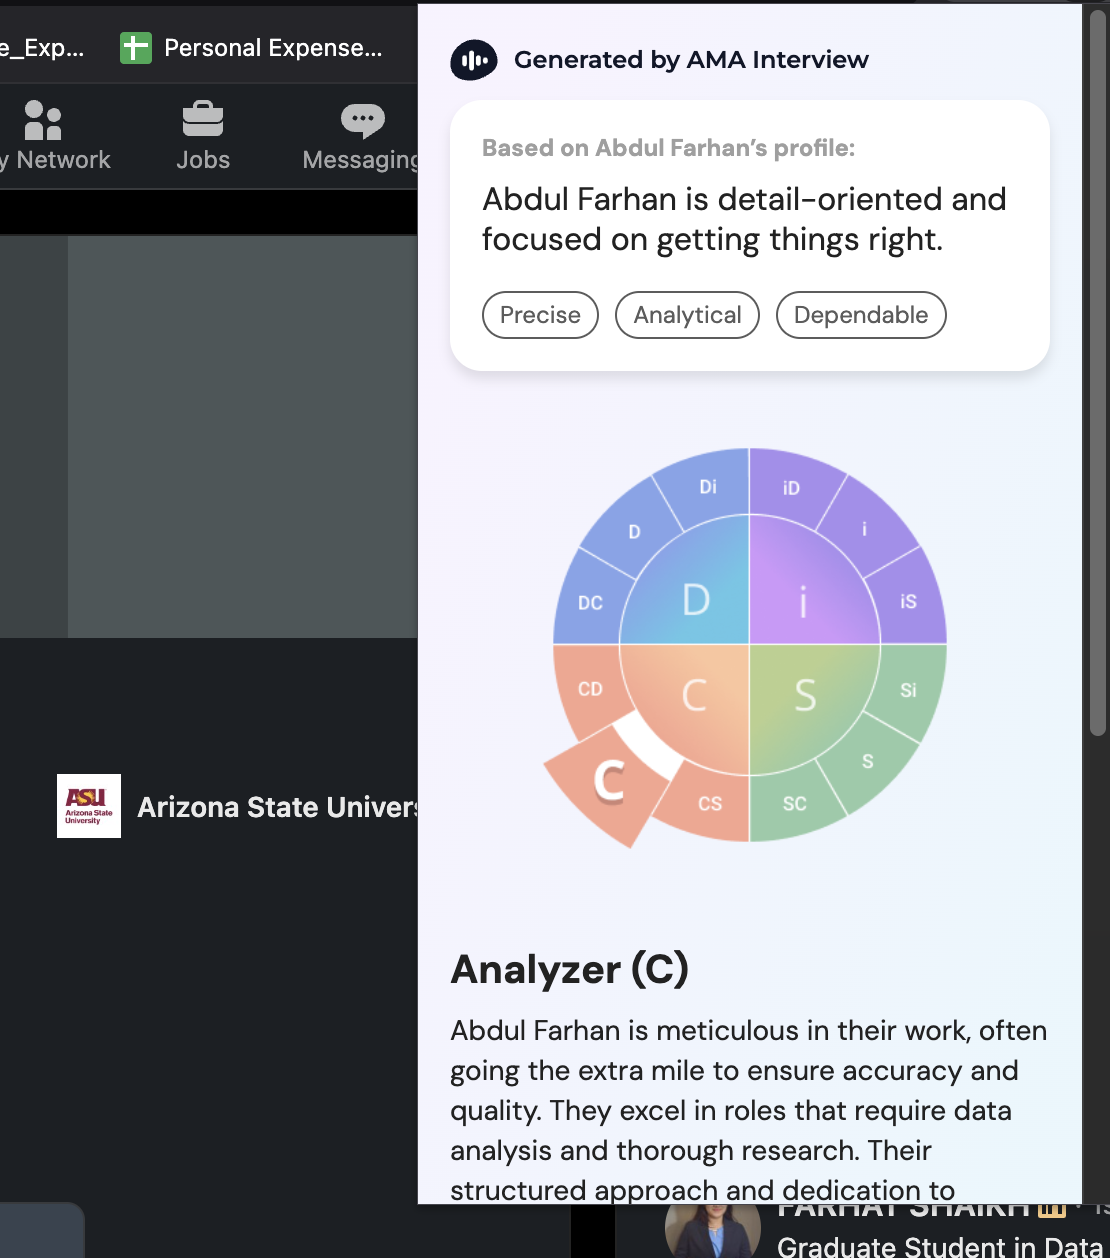 e_Exp...
Personal Expense...
y Network
Jobs
Messaging
Generated by AMA Interview
Based on Abdul Farhan's profile:
Abdul Farhan is detail-oriented and
focused on getting things right.
Precise
Analytical
Dependable
Di
iD
D
i
DC
iS
D
i
C
S
CD
Si
C
S
CS
SC
ASU
Arizona State
University
Arizona State Univers
Analyzer (C)
Abdul Farhan is meticulous in their work, often
going the extra mile to ensure accuracy and
quality. They excel in roles that require data
analysis and thorough research. Their
structured approach and dedication to
FARHAT SHAIKH in · 1s
Graduate Student in Data